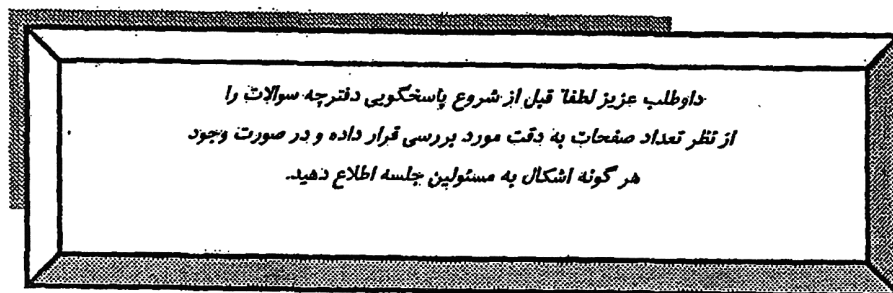 داوطلب عزیز لطفا قبل از شروع پاسخگویی دفترچه سوالات را
از نظر تعداد صفحات به دقت مورد بررسی قرار داده و در صورت وجود
هر گونه اشکال به مسئولین جلسه اطلاع دهید.